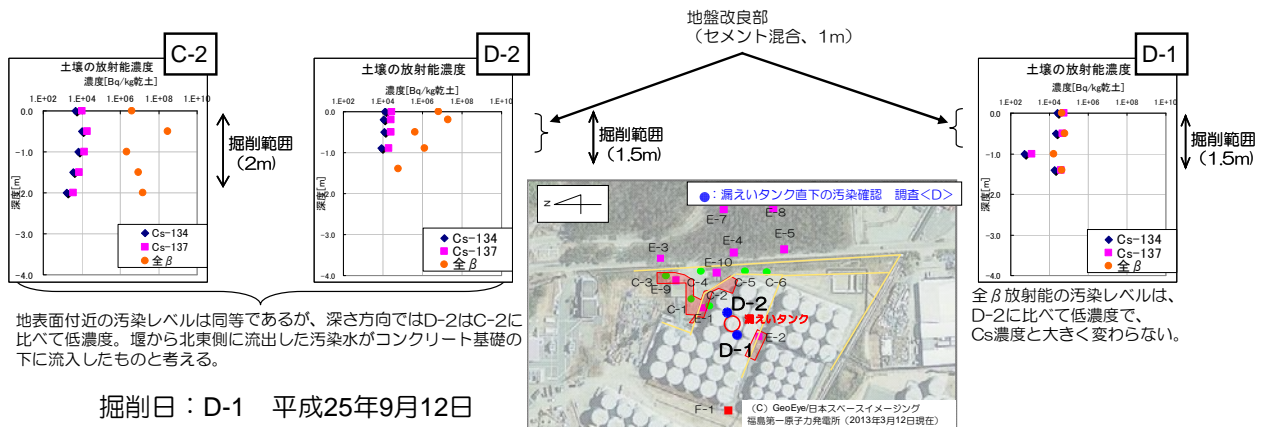 地盤改良部
（セメント混合、1m）
C-2
土壌の放射能濃度
濃度[Bq/kg乾土]
1.E+02 1.E+04 1.E+06 1.E+08 1.E+10
0.0
-1.0
-2.0
-3.0
-4.0
深度[m]
Cs-134
Cs-137
全β
掘削範囲
（2m）
D-2
土壌の放射能濃度
濃度[Bq/kg乾土]
1.E+02 1.E+04 1.E+06 1.E+08 1.E+10
0.0
-1.0
-2.0
-3.0
-4.0
深度[m]
Cs-134
Cs-137
全β
掘削範囲
（1.5m）
D-1
土壌の放射能濃度
濃度[Bq/kg乾土]
1.E+02 1.E+04 1.E+06 1.E+08 1.E+10
0.0
-1.0
-2.0
-3.0
-4.0
深度[m]
Cs-134
Cs-137
全β
掘削範囲
（1.5m）
地表面付近の汚染レベルは同等であるが、深さ方向ではD-2はC-2に
比べて低濃度。堰から北東側に流出した汚染水がコンクリート基礎の
下に流入したものと考える。
掘削日：D-1　平成25年9月12日
N
●：漏えいタンク直下の汚染確認　調査<D>
E-7
E-8
E-3
E-4
E-5
E-10
C-3
E-9
C-4
C-5
C-6
C-1
C-2
E-1
D-2
漏えいタンク
D-1
E-2
F-1
（C）GeoEye/日本スペースイメージング
福島第一原子力発電所（2013年3月12日現在）
全β放射能の汚染レベルは、
D-2に比べて低濃度で、
Cs濃度と大きく変わらない。